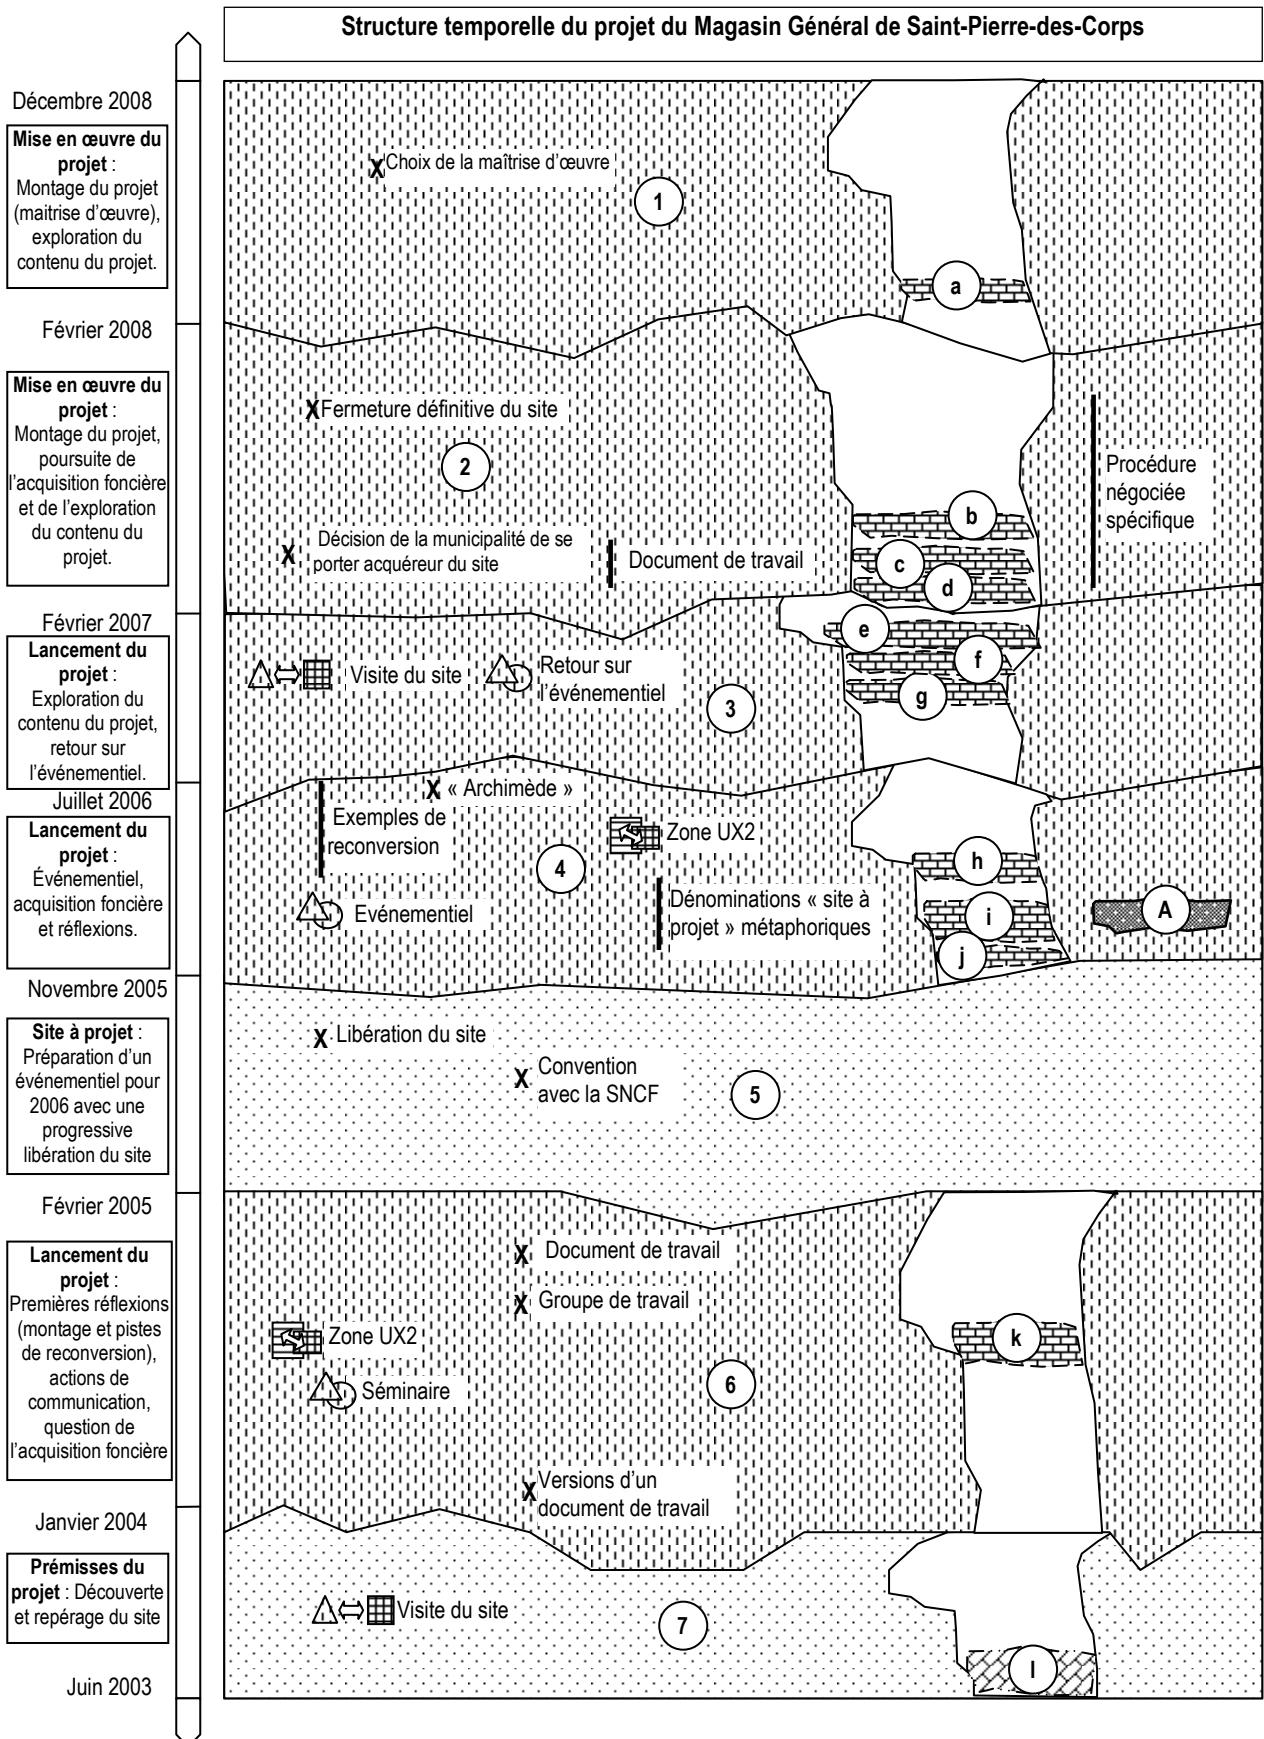 Structure temporelle du projet du Magasin Général de Saint-Pierre-des-Corps
Décembre 2008
Mise en œuvre du
projet :
Montage du projet
(maitrise d'œuvre),
exploration du
contenu du projet.
X Choix de la maîtrise d'œuvre
1
a
Février 2008
Mise en œuvre du
projet :
Montage du projet,
poursuite de
l'acquisition foncière
et de l'exploration
du contenu du
projet.
X Fermeture définitive du site
2
X Décision de la municipalité de se
porter acquéreur du site
Document de travail
b
c
d
Procédure
négociée
spécifique
Février 2007
Lancement du
projet :
Exploration du
contenu du projet,
retour sur
l'événementiel.
Visite du site
Retour sur
l'événementiel
3
e
f
g
Juillet 2006
Lancement du
projet :
Événementiel,
acquisition foncière
et réflexions.
X « Archimède »
Exemples de
reconversion
Zone UX2
4
Evénementiel
Dénominations « site à
projet » métaphoriques
h
i
j
A
Novembre 2005
Site à projet :
Préparation d'un
événementiel pour
2006 avec une
progressive
libération du site
X Libération du site
X Convention
avec la SNCF
5
Février 2005
Lancement du
projet :
Premières réflexions
(montage et pistes
de reconversion),
actions de
communication,
question de
l'acquisition foncière
X Document de travail
X Groupe de travail
Zone UX2
Séminaire
6
k
X Versions d'un
document de travail
Janvier 2004
Prémisses du
projet : Découverte
et repérage du site
Visite du site
7
l
Juin 2003